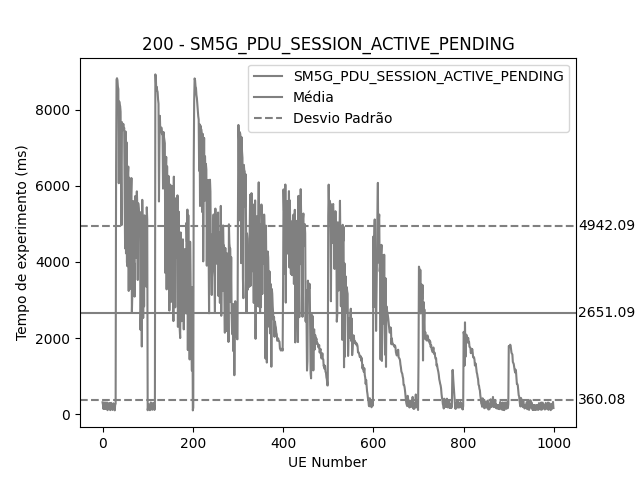 200 - SM5G_PDU_SESSION_ACTIVE_PENDING
SM5G_PDU_SESSION_ACTIVE_PENDING
Média
Desvio Padrão
Tempo de experimento (ms)
8000
6000
4000
2000
0
4942.09
2651.09
360.08
0 200 400 600 800 1000
UE Number